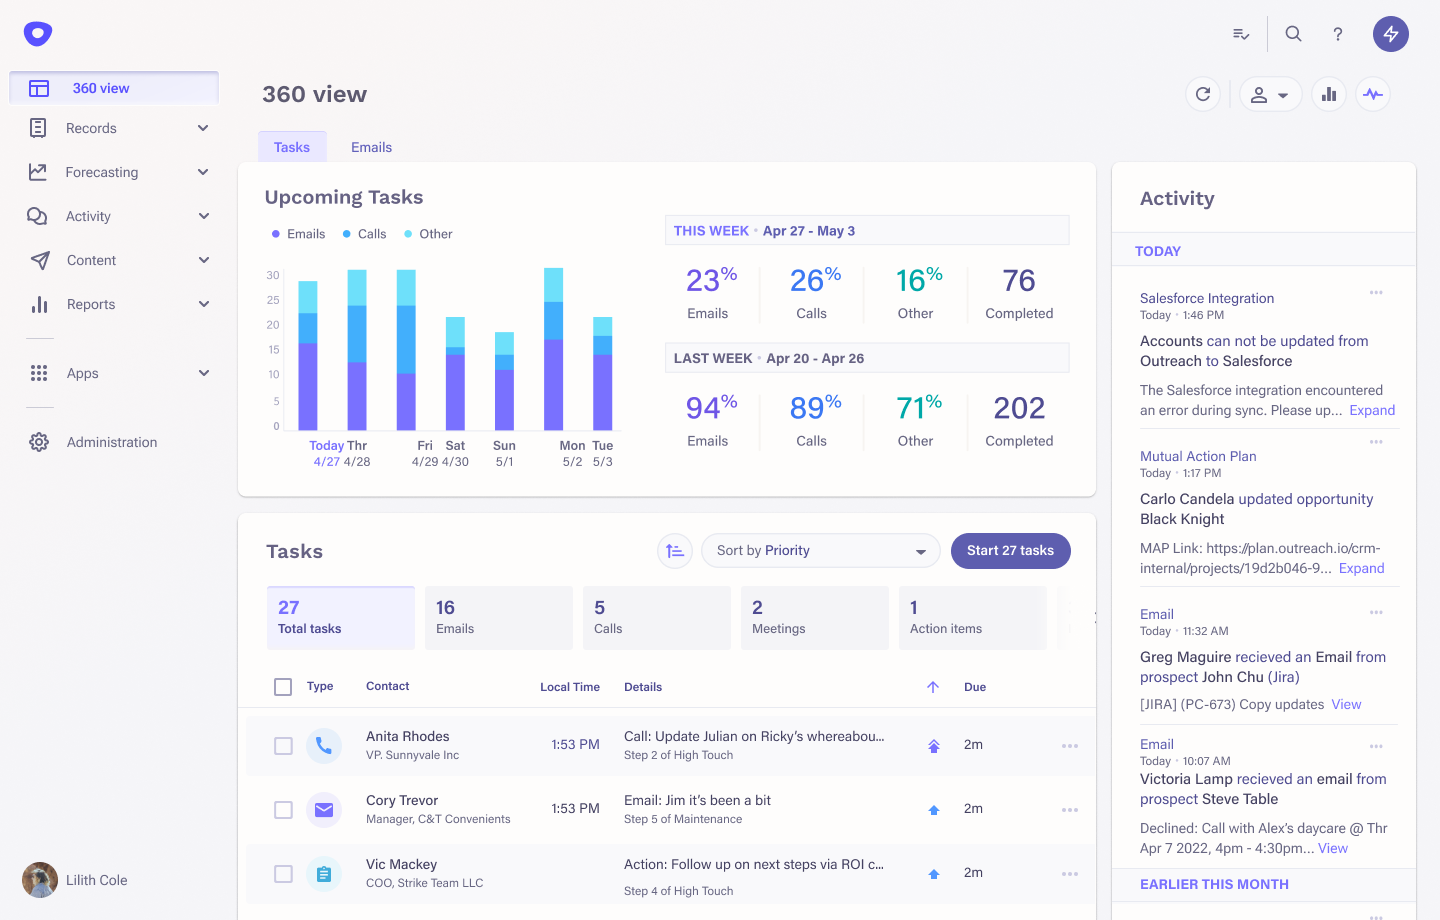 ?
360 view
Records
Forecasting
Activity
Content
Reports
Apps
Administration
Lilith Cole
360 view
Tasks Emails
Upcoming Tasks
Emails Calls Other
30
25
20
15
10
5
0
Today Thr Fri Sat Sun Mon Tue
4/27 4/28 4/29 4/30 5/1 5/2 5/3
THIS WEEK • Apr 27 - May 3
23% 26% 16% 76
Emails Calls Other Completed
LAST WEEK • Apr 20 - Apr 26
94% 89% 71% 202
Emails Calls Other Completed
Tasks
Sort by Priority
Start 27 tasks
27 16 5 2 1
Total tasks Emails Calls Meetings Action items
Type Contact Local Time Details Due
Anita Rhodes 1:53 PM Call: Update Julian on Ricky’s whereabou... 2m
VP. Sunnyvale Inc Step 2 of High Touch
Cory Trevor 1:53 PM Email: Jim it’s been a bit 2m
Manager, C&T Convenients Step 5 of Maintenance
Vic Mackey Action: Follow up on next steps via ROI c... 2m
COO, Strike Team LLC Step 4 of High Touch
Activity
TODAY
Salesforce Integration
Today • 1:46 PM
Accounts can not be updated from
Outreach to Salesforce
The Salesforce integration encountered
an error during sync. Please up... Expand
Mutual Action Plan
Today • 1:17 PM
Carlo Candela updated opportunity
Black Knight
MAP Link: https://plan.outreach.io/crm-
internal/projects/19d2b046-9... Expand
Email
Today • 11:32 AM
Greg Maguire recieved an Email from
prospect John Chu (Jira)
[JIRA] (PC-673) Copy updates View
Email
Today • 10:07 AM
Victoria Lamp recieved an email from
prospect Steve Table
Declined: Call with Alex’s daycare @ Thr
Apr 7 2022, 4pm - 4:30pm... View
EARLIER THIS MONTH